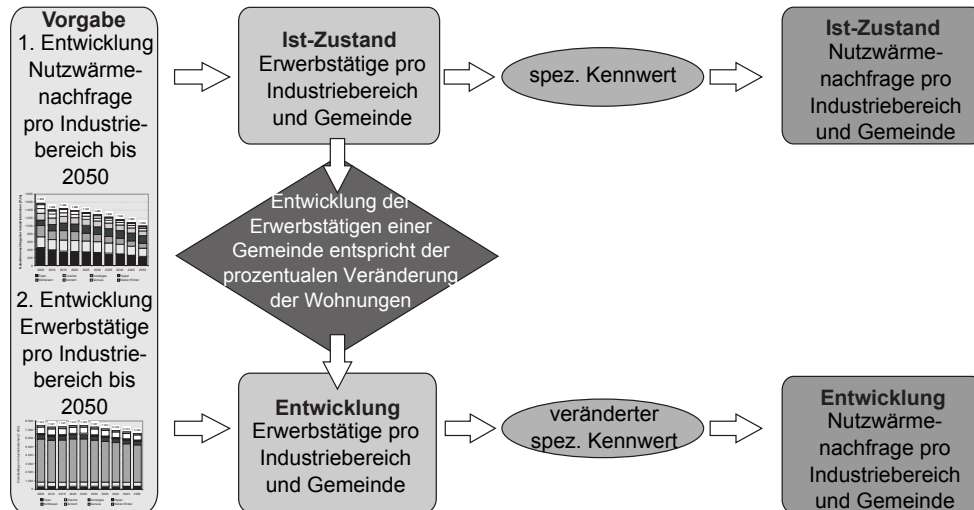 Vorgabe
1. Entwicklung
Nutzwärme-
nachfrage
pro Industrie-
bereich bis
2050
2. Entwicklung
Erwerbstätige
pro Industrie-
bereich bis
2050
Ist-Zustand
Erwerbstätige pro
Industriebereich
und Gemeinde
spez. Kennwert
Ist-Zustand
Nutzwärme-
nachfrage pro
Industriebereich
und Gemeinde
Entwicklung der
Erwerbstätigen einer
Gemeinde entspricht der
prozentualen Veränderung
der Wohnungen
Entwicklung
Erwerbstätige pro
Industriebereich
und Gemeinde
veränderter
spez. Kennwert
Entwicklung
Nutzwärme-
nachfrage pro
Industriebereich
und Gemeinde